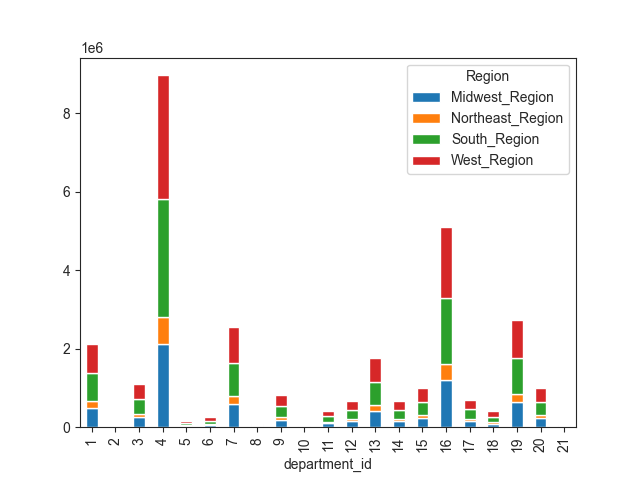 1e6
8
6
4
2
0
Region
Midwest_Region
Northeast_Region
South_Region
West_Region
1 2 3 4 5 6 7 8 9 10 11 12 13 14 15 16 17 18 19 20 21
department_id